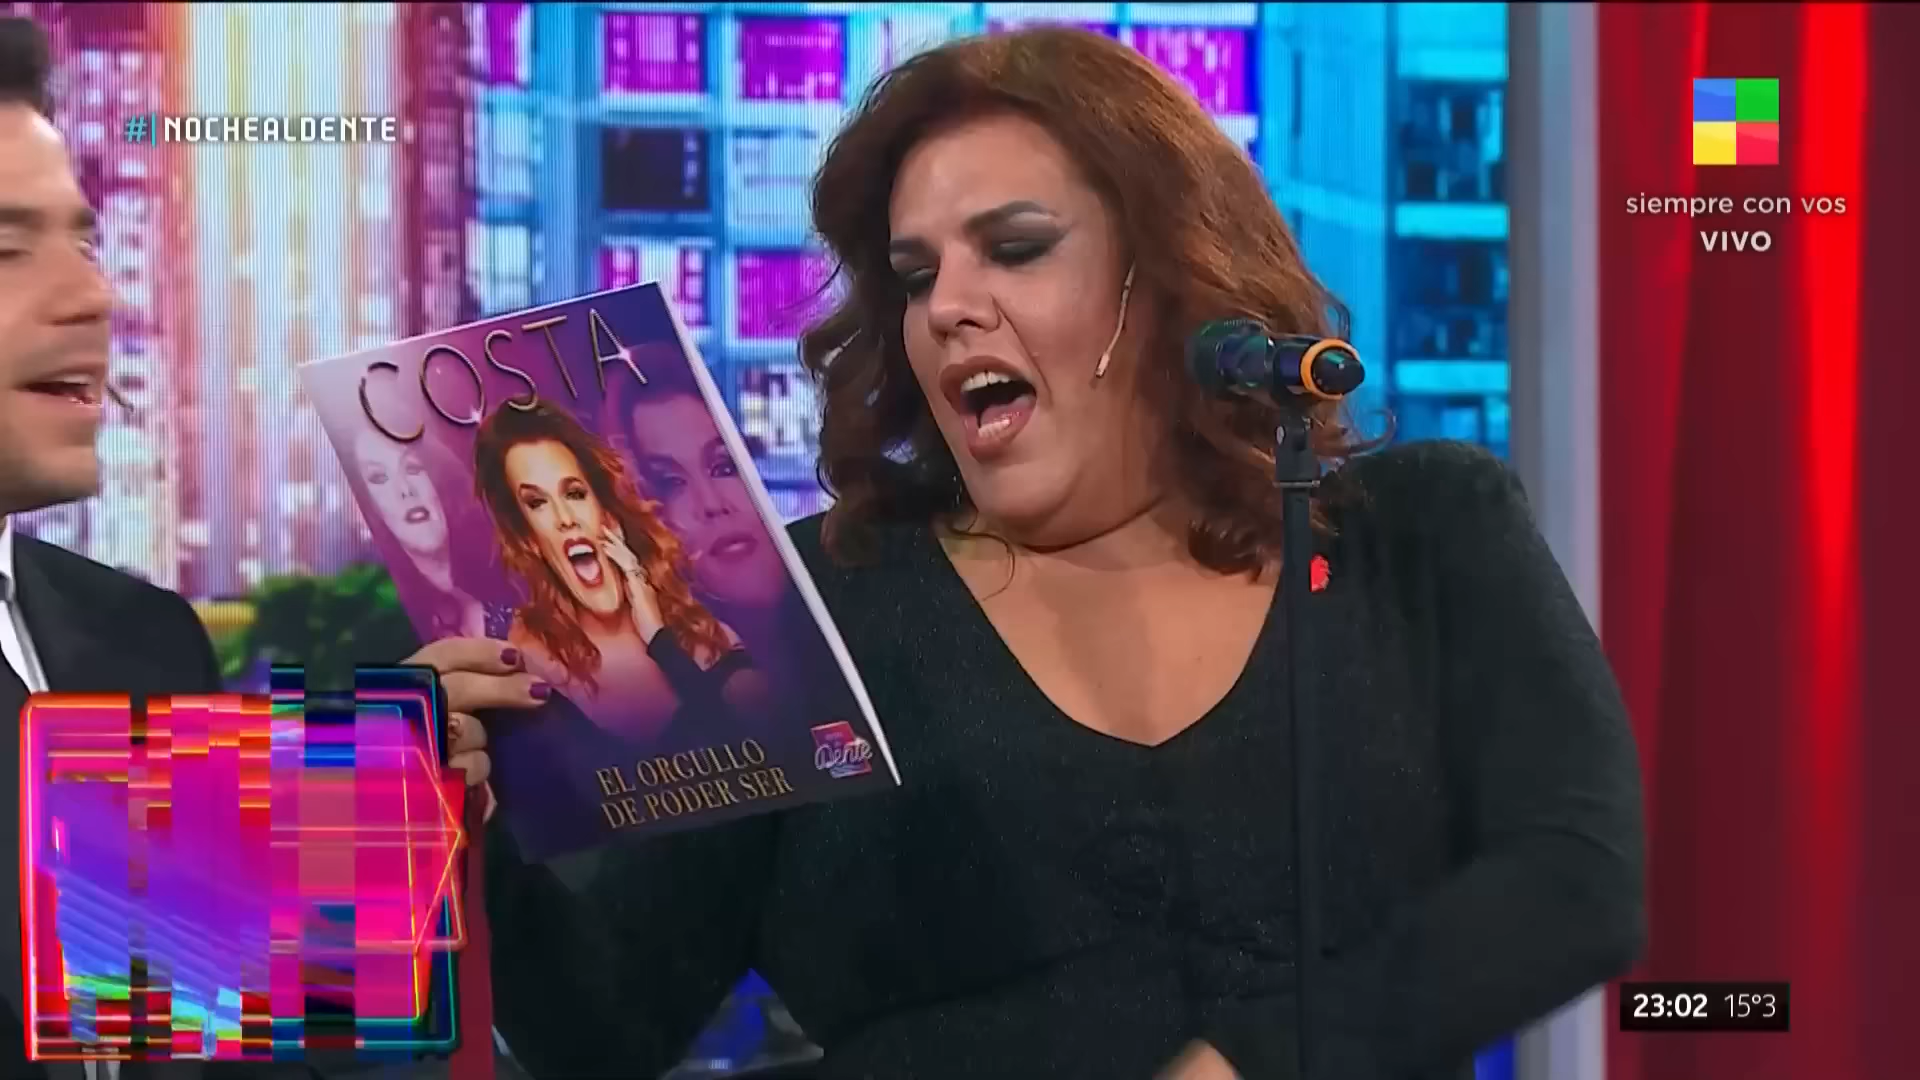 #|NOCHEALDENTE
siempre con vos
VIVO
COSTA
EL ORGULLO
DE PODER SER
Dente
23:02 15°3